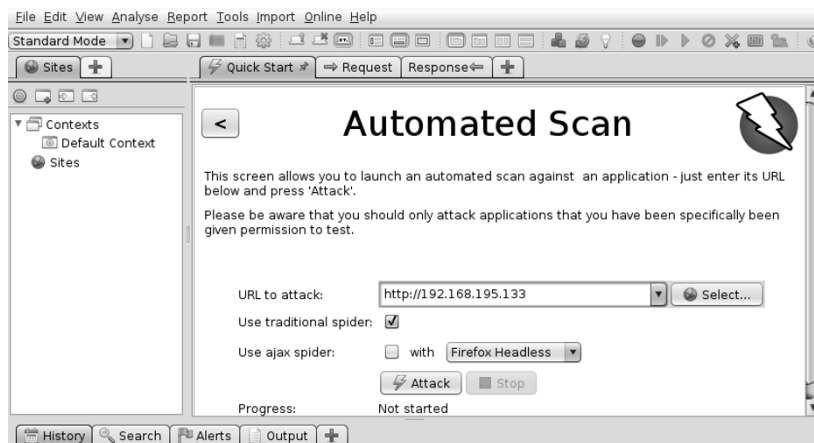 File Edit View Analyse Report Tools Import Online Help
Standard Mode
Sites
Quick Start
Request
Response
Contexts
Default Context
Sites
<
Automated Scan
This screen allows you to launch an automated scan against an application - just enter its URL
below and press 'Attack'.
Please be aware that you should only attack applications that you have been specifically been
given permission to test.
URL to attack:
http://192.168.195.133
Select...
Use traditional spider:
Use ajax spider:
with
Firefox Headless
Attack
Stop
Progress:
Not started
History
Search
Alerts
Output